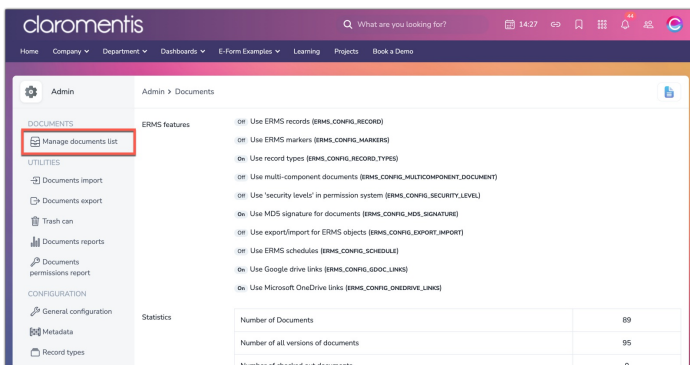 claromentis
What are you looking for?
14:27
44
Home Company Department Dashboards E-Form Examples Learning Projects Book a Demo
Admin
Admin > Documents
DOCUMENTS
Manage documents list
UTILITIES
Documents import
Documents export
Trash can
Documents reports
Documents
permissions report
CONFIGURATION
General configuration
Metadata
Record types
ERMS features
Off Use ERMS records (ERMS_CONFIG_RECORD)
Off Use ERMS markers (ERMS_CONFIG_MARKERS)
On Use record types (ERMS_CONFIG_RECORD_TYPES)
Off Use multi-component documents (ERMS_CONFIG_MULTICOMPONENT_DOCUMENT)
Off Use 'security levels' in permission system (ERMS_CONFIG_SECURITY_LEVEL)
On Use MD5 signature for documents (ERMS_CONFIG_MD5_SIGNATURE)
Off Use export/import for ERMS objects (ERMS_CONFIG_EXPORT_IMPORT)
Off Use ERMS schedules (ERMS_CONFIG_SCHEDULE)
On Use Google drive links (ERMS_CONFIG_GDOC_LINKS)
On Use Microsoft OneDrive links (ERMS_CONFIG_ONEDRIVE_LINKS)
Statistics
Number of Documents 89
Number of all versions of documents 95
Number of checked out documents